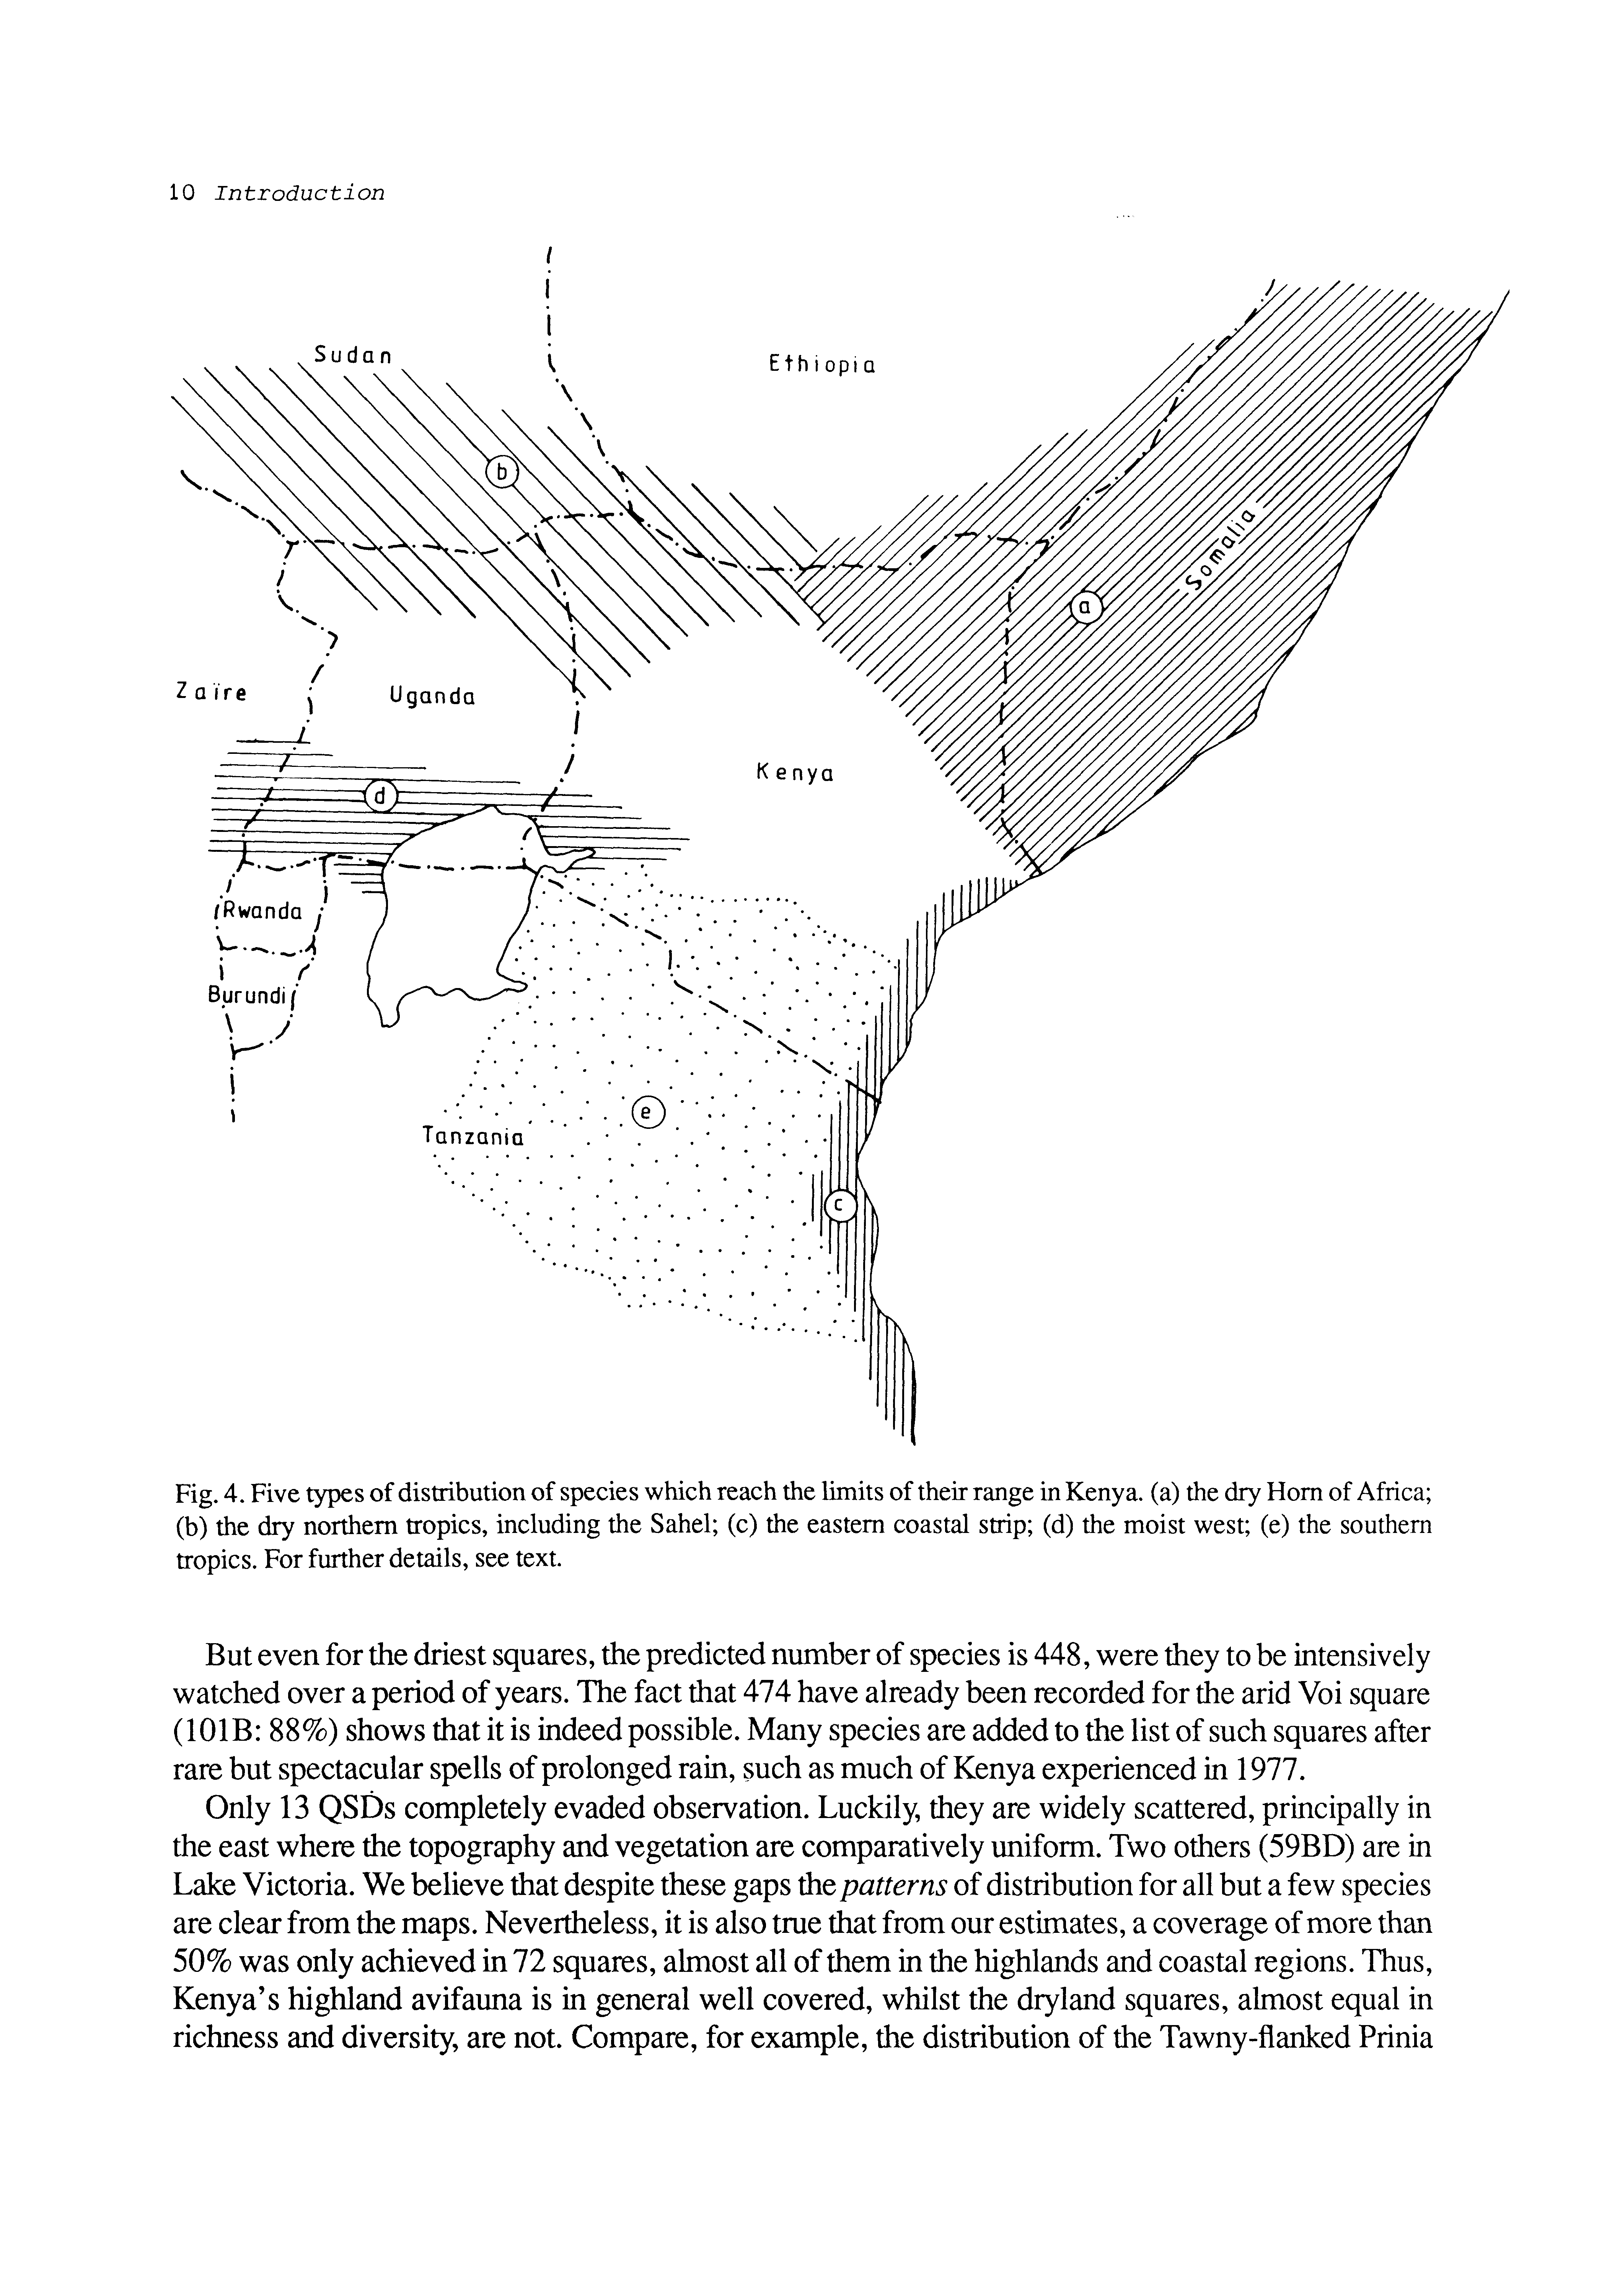 10 Introduction
Sudan
Ethiopia
b
Somalia
a
Zaïre
Uganda
Kenya
d
Rwanda
Burundi
e
Tanzania
c
Fig. 4. Five types of distribution of species which reach the limits of their range in Kenya. (a) the dry Horn of Africa;
(b) the dry northern tropics, including the Sahel; (c) the eastern coastal strip; (d) the moist west; (e) the southern
tropics. For further details, see text.
But even for the driest squares, the predicted number of species is 448, were they to be intensively
watched over a period of years. The fact that 474 have already been recorded for the arid Voi square
(101B: 88%) shows that it is indeed possible. Many species are added to the list of such squares after
rare but spectacular spells of prolonged rain, such as much of Kenya experienced in 1977.
Only 13 QSDs completely evaded observation. Luckily, they are widely scattered, principally in
the east where the topography and vegetation are comparatively uniform. Two others (59BD) are in
Lake Victoria. We believe that despite these gaps the patterns of distribution for all but a few species
are clear from the maps. Nevertheless, it is also true that from our estimates, a coverage of more than
50% was only achieved in 72 squares, almost all of them in the highlands and coastal regions. Thus,
Kenya's highland avifauna is in general well covered, whilst the dryland squares, almost equal in
richness and diversity, are not. Compare, for example, the distribution of the Tawny-flanked Prinia